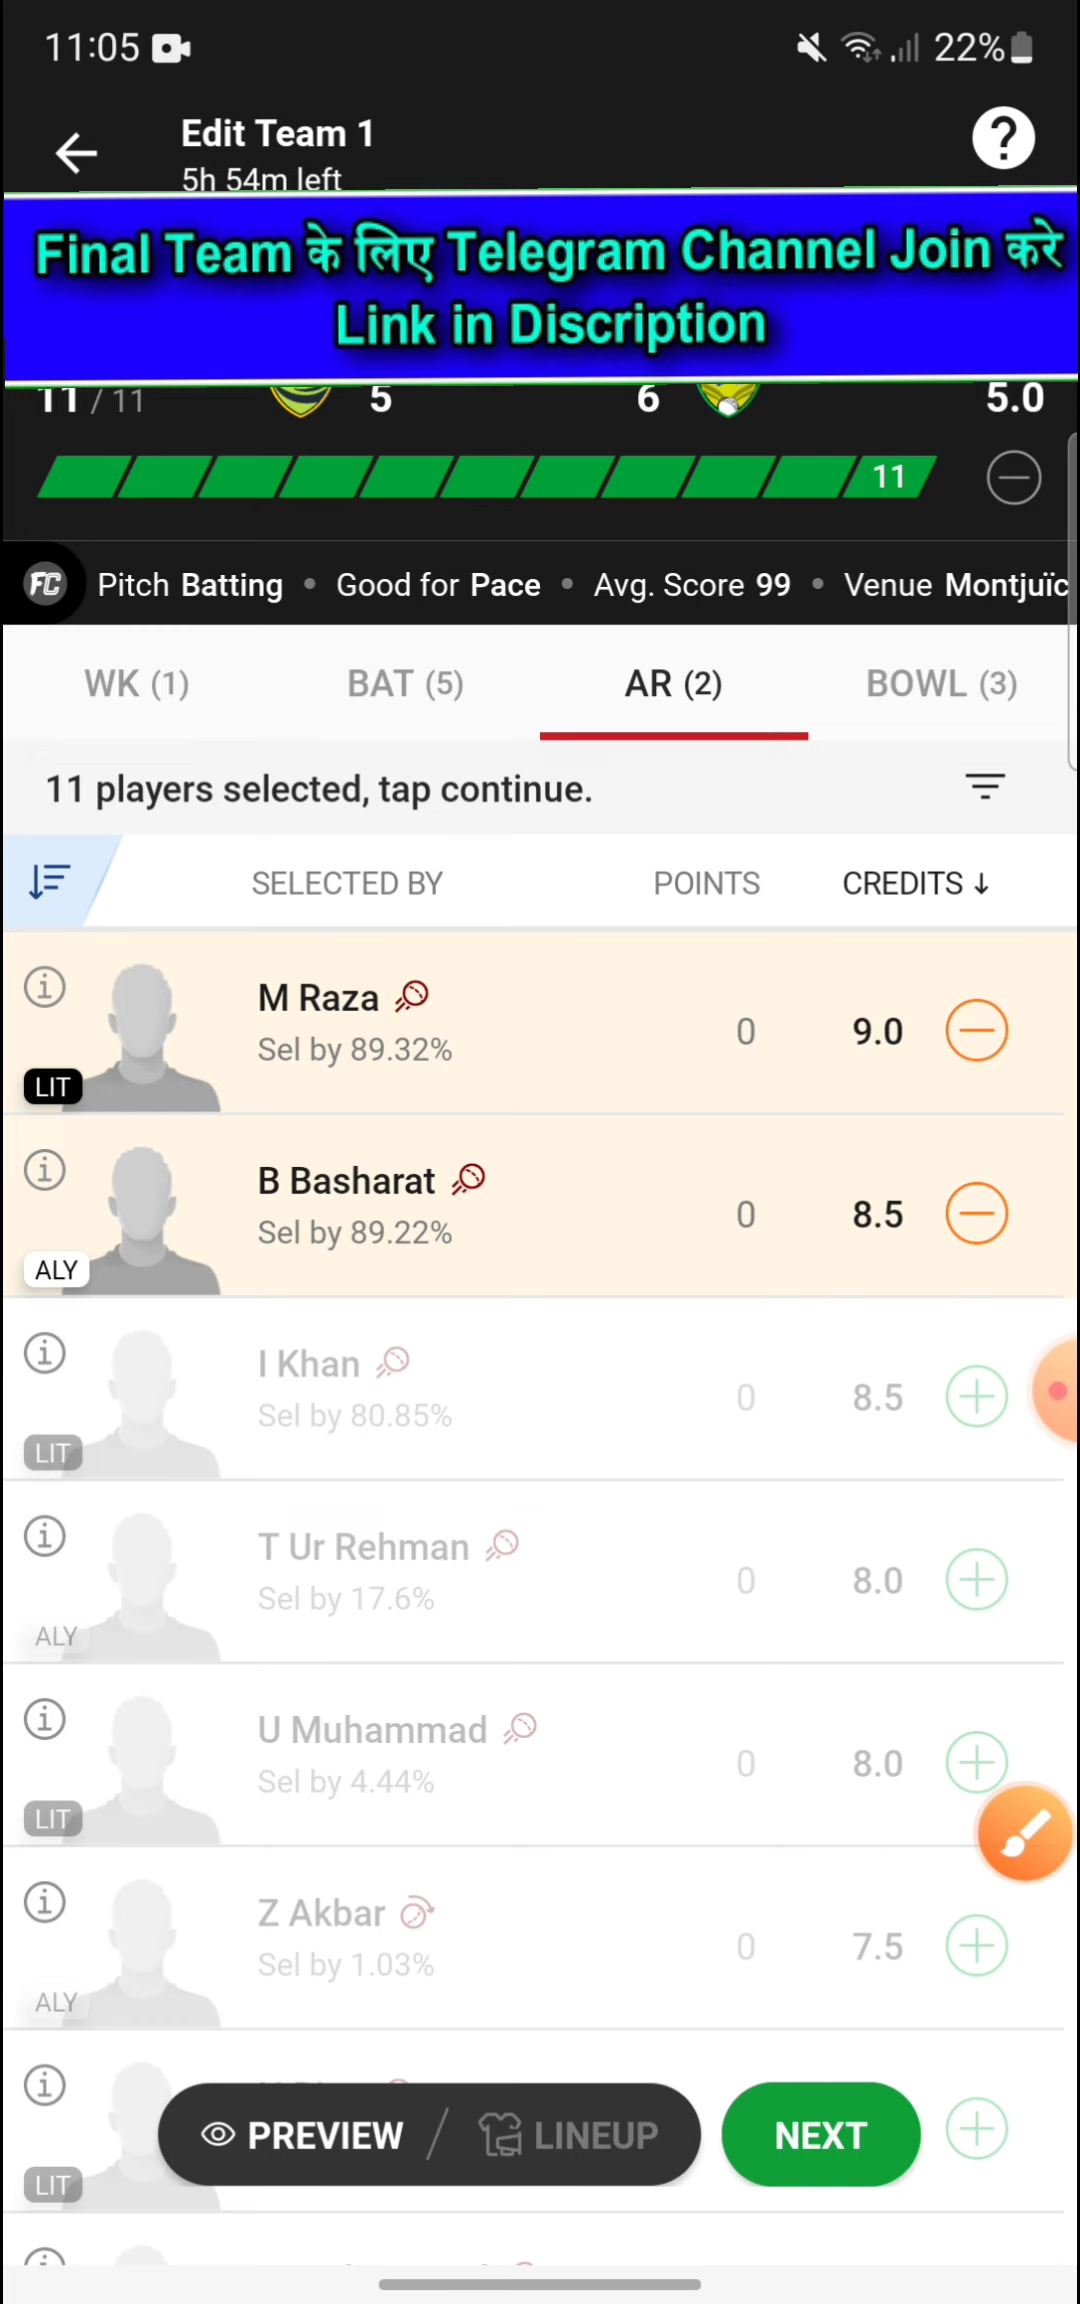 11:05
22%
Edit Team 1
5h 54m left
Final Team के लिए Telegram Channel Join करे
Link in Discription
11 / 11
5
6
5.0
11
FC Pitch Batting • Good for Pace • Avg. Score 99 • Venue Montjuïc
WK (1)
BAT (5)
AR (2)
BOWL (3)
11 players selected, tap continue.
SELECTED BY
POINTS
CREDITS ↓
M Raza
Sel by 89.32%
0
9.0
LIT
B Basharat
Sel by 89.22%
0
8.5
ALY
I Khan
Sel by 80.85%
0
8.5
LIT
T Ur Rehman
Sel by 17.6%
0
8.0
ALY
U Muhammad
Sel by 4.44%
0
8.0
LIT
Z Akbar
Sel by 1.03%
0
7.5
ALY
PREVIEW / LINEUP
NEXT
LIT